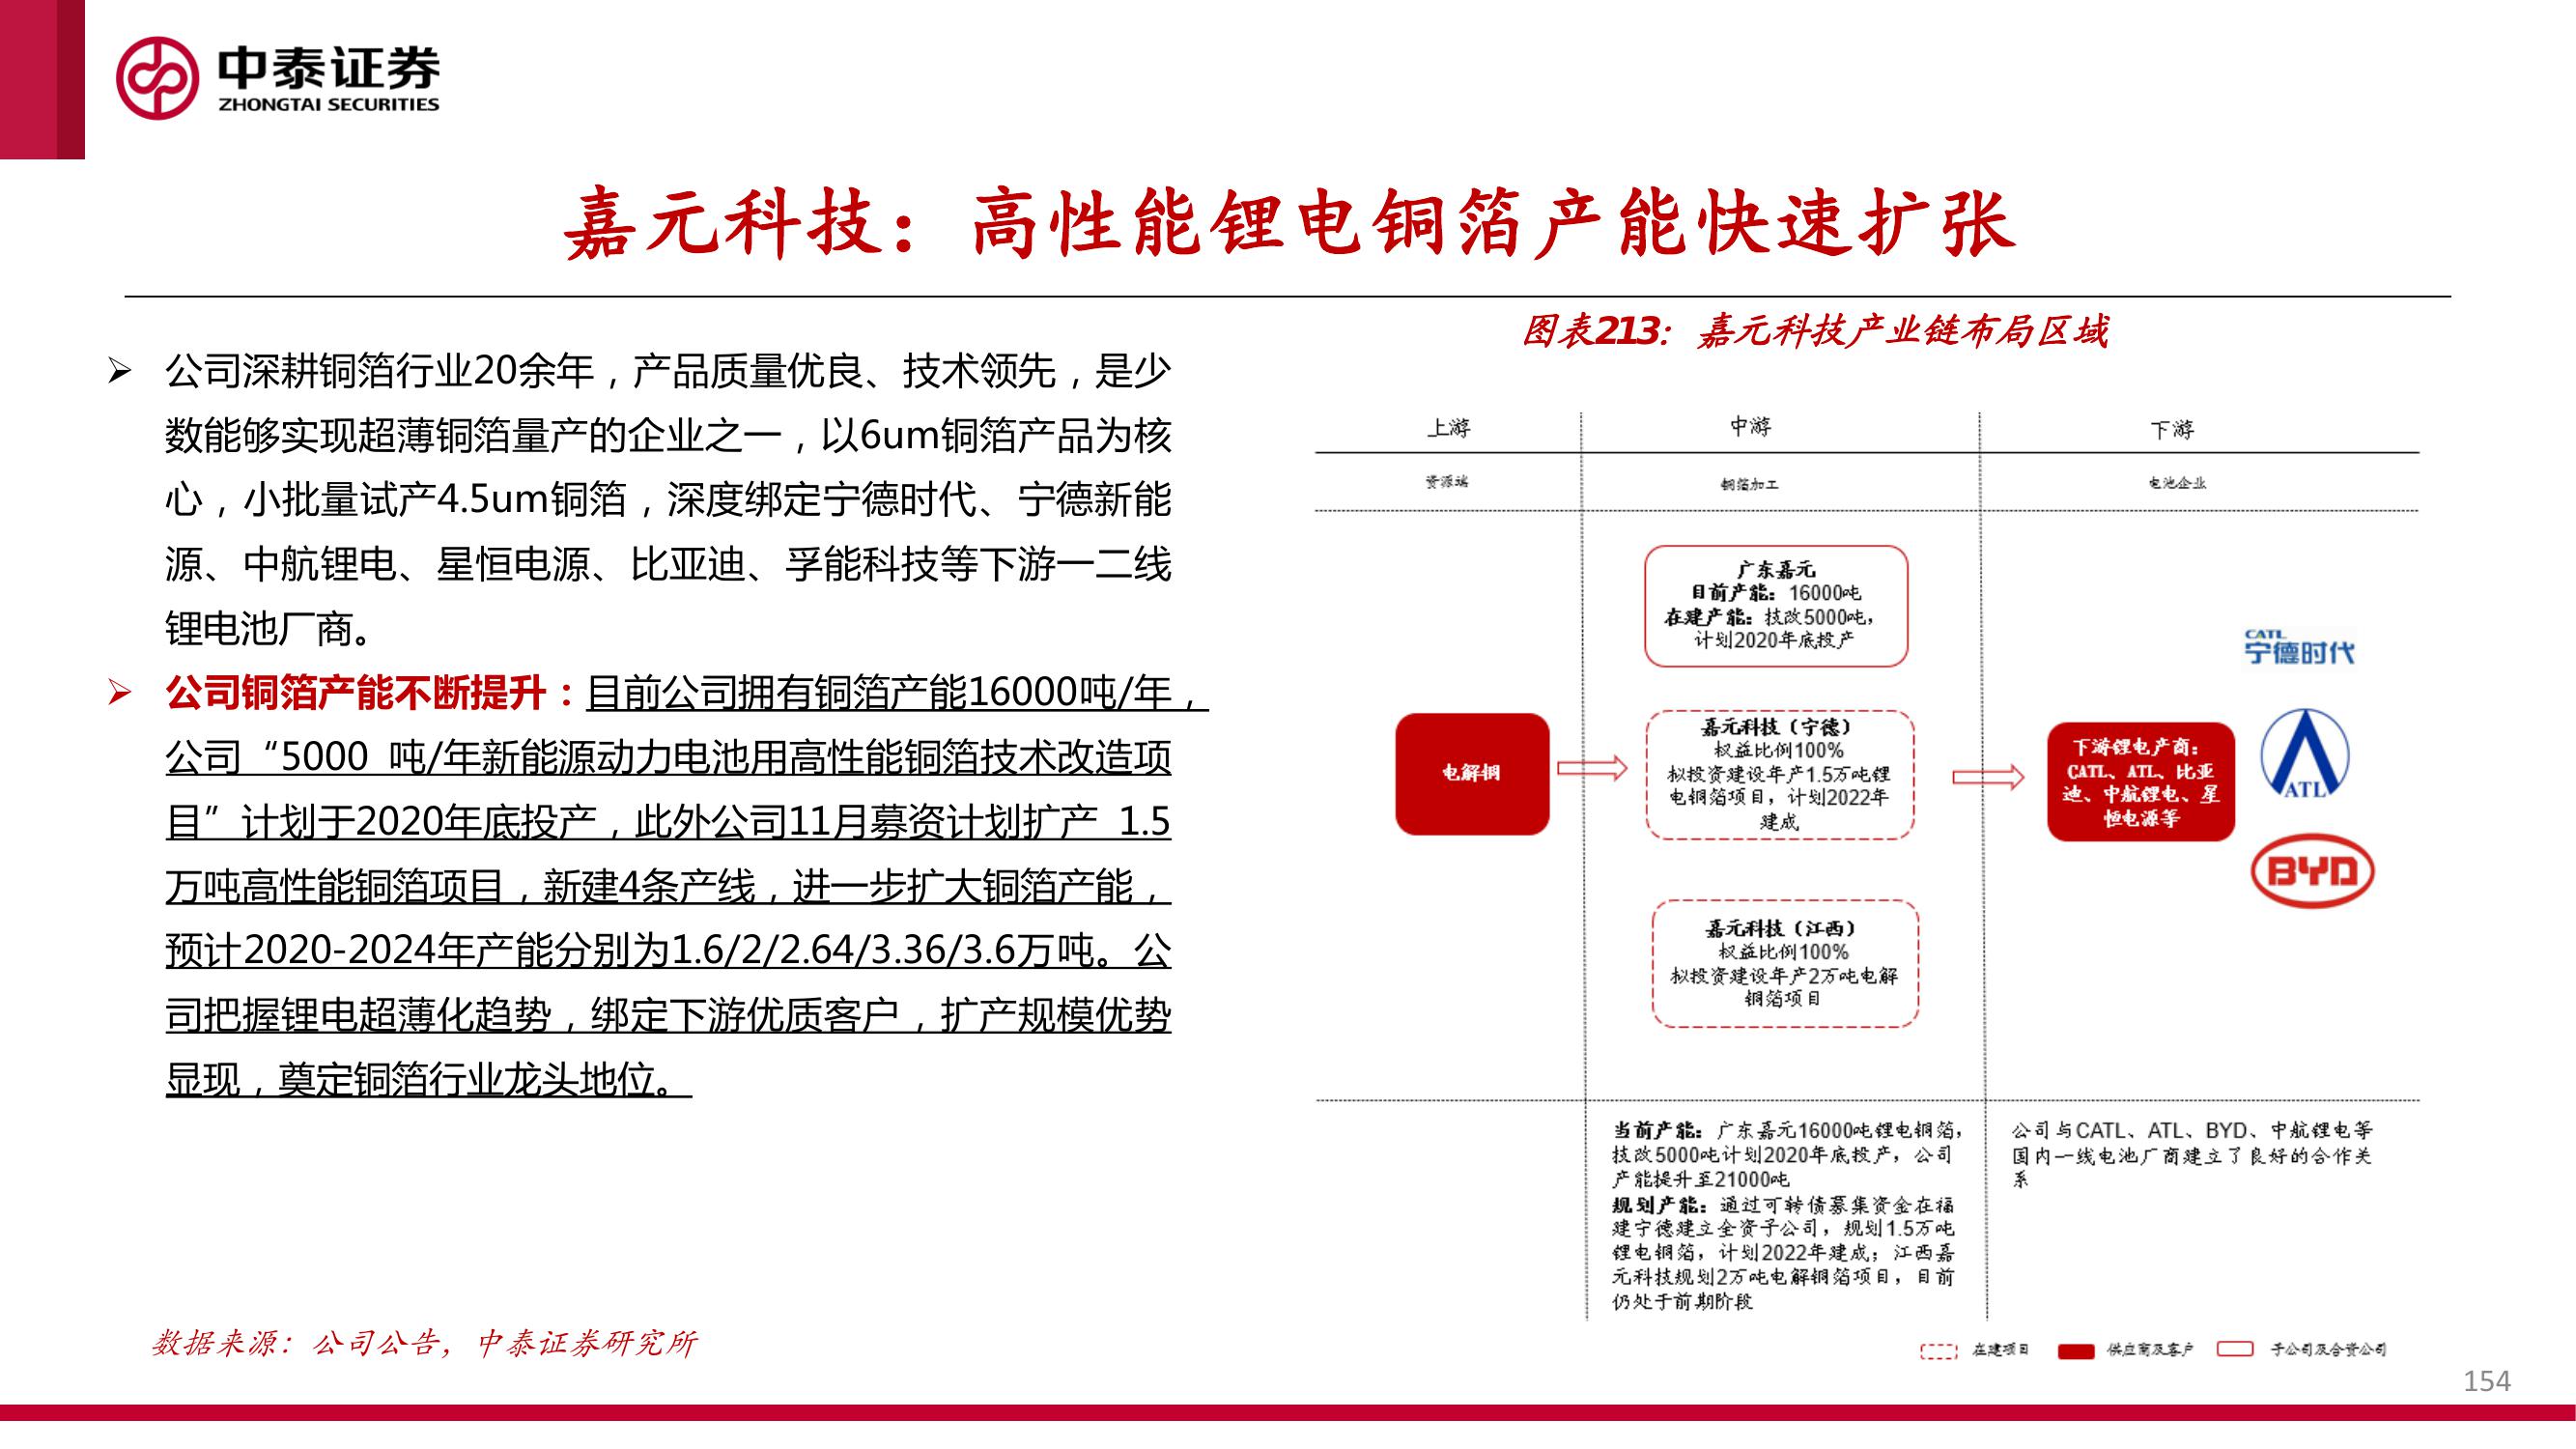 中泰证券
ZHONGTAI SECURITIES
嘉元科技：高性能锂电铜箔产能快速扩张
公司深耕铜箔行业20余年，产品质量优良、技术领先，是少
数能够实现超薄铜箔量产的企业之一，以6um铜箔产品为核
心，小批量试产4.5um铜箔，深度绑定宁德时代、宁德新能
源、中航锂电、星恒电源、比亚迪、孚能科技等下游一二线
锂电池厂商。
公司铜箔产能不断提升：目前公司拥有铜箔产能16000吨/年，
公司“5000 吨/年新能源动力电池用高性能铜箔技术改造项
目”计划于2020年底投产，此外公司11月募资计划扩产 1.5
万吨高性能铜箔项目，新建4条产线，进一步扩大铜箔产能，
预计2020-2024年产能分别为1.6/2/2.64/3.36/3.6万吨。公
司把握锂电超薄化趋势，绑定下游优质客户，扩产规模优势
显现，奠定铜箔行业龙头地位。
图表213：嘉元科技产业链布局区域
上游 中游 下游
资源端 铜箔加工 电池企业
电解铜
广东嘉元
目前产能：16000吨
在建产能：技改5000吨，
计划2020年底投产
嘉元科技（宁德）
权益比例100%
拟投资建设年产1.5万吨锂
电铜箔项目，计划2022年
建成
嘉元科技（江西）
权益比例100%
拟投资建设年产2万吨电解
铜箔项目
下游锂电产商：
CATL、ATL、比亚
迪、中航锂电、星
恒电源等
CATL
宁德时代
ATL
BYD
当前产能：广东嘉元16000吨锂电铜箔，
技改5000吨计划2020年底投产，公司
产能提升至21000吨
规划产能：通过可转债募集资金在福
建宁德建立全资子公司，规划1.5万吨
锂电铜箔，计划2022年建成；江西嘉
元科技规划2万吨电解铜箔项目，目前
仍处于前期阶段
公司与CATL、ATL、BYD、中航锂电等
国内一线电池厂商建立了良好的合作关
系
在建项目 供应商及客户 子公司及合资公司
数据来源：公司公告，中泰证券研究所
154